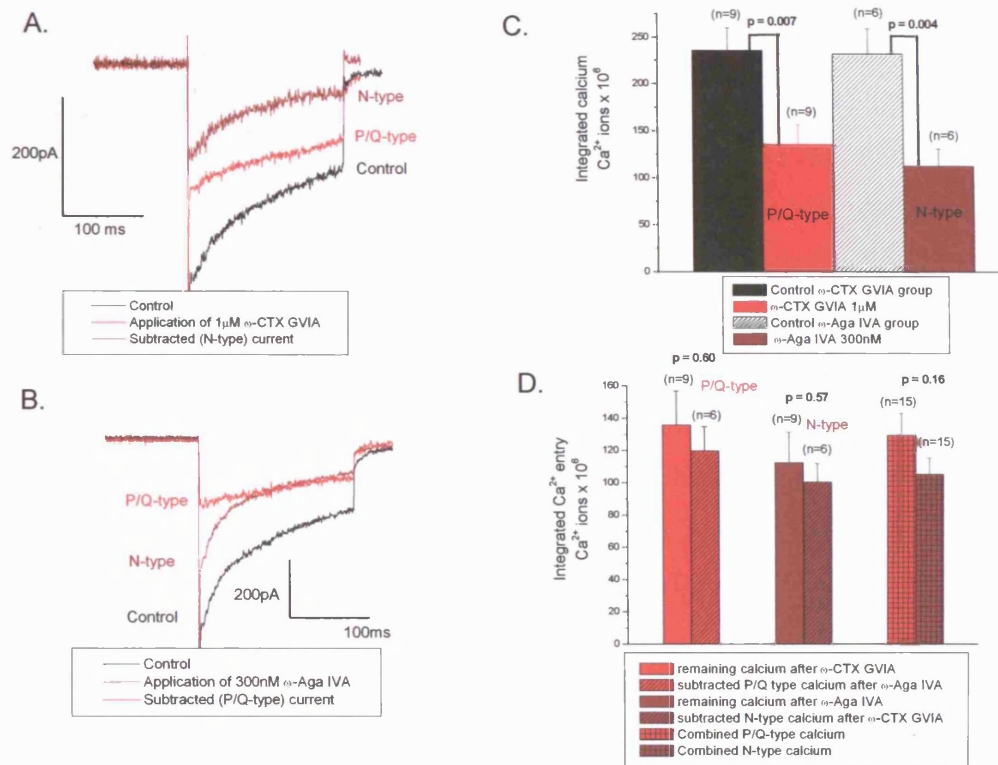 A.
N-type
P/Q-type
Control
200pA
100 ms
Control
Application of 1µM ω-CTX GVIA
Subtracted (N-type) current
B.
P/Q-type
N-type
Control
200pA
100ms
Control
Application of 300nM ω-Aga IVA
Subtracted (P/Q-type) current
C.
Integrated calcium
Ca²⁺ ions x 10⁶
300
250
200
150
100
50
0
(n=9)
p = 0.007
(n=9)
(n=6)
p = 0.004
(n=6)
P/Q-type
N-type
Control ω-CTX GVIA group
ω-CTX GVIA 1µM
Control ω-Aga IVA group
ω-Aga IVA 300nM
D.
Integrated Ca²⁺ entry
Ca²⁺ ions x 10⁶
160
140
120
100
80
60
40
20
0
p = 0.60
(n=9)
P/Q-type
(n=6)
p = 0.57
(n=9)
N-type
(n=6)
p = 0.16
(n=15)
(n=15)
remaining calcium after ω-CTX GVIA
subtracted P/Q type calcium after ω-Aga IVA
remaining calcium after ω-Aga IVA
subtracted N-type calcium after ω-CTX GVIA
Combined P/Q-type calcium
Combined N-type calcium